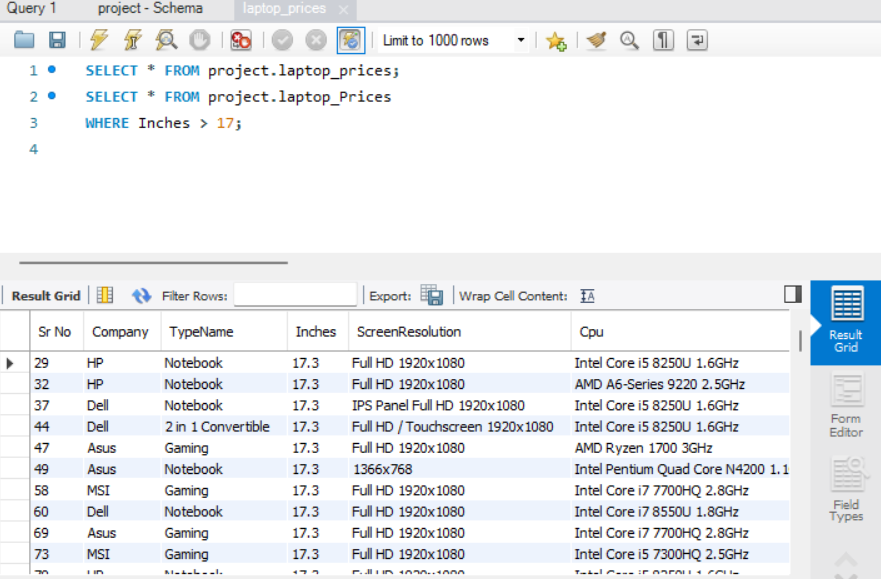 Query 1 project - Schema laptop_prices
Limit to 1000 rows
1 SELECT * FROM project.laptop_prices;
2 SELECT * FROM project.laptop_Prices
3 WHERE Inches > 17;
4
Result Grid Filter Rows: Export: Wrap Cell Content:
Sr No Company TypeName Inches ScreenResolution Cpu
29 HP Notebook 17.3 Full HD 1920x1080 Intel Core i5 8250U 1.6GHz
32 HP Notebook 17.3 Full HD 1920x1080 AMD A6-Series 9220 2.5GHz
37 Dell Notebook 17.3 IPS Panel Full HD 1920x1080 Intel Core i5 8250U 1.6GHz
44 Dell 2 in 1 Convertible 17.3 Full HD / Touchscreen 1920x1080 Intel Core i5 8250U 1.6GHz
47 Asus Gaming 17.3 Full HD 1920x1080 AMD Ryzen 1700 3GHz
49 Asus Notebook 17.3 1366x768 Intel Pentium Quad Core N4200 1.1
58 MSI Gaming 17.3 Full HD 1920x1080 Intel Core i7 7700HQ 2.8GHz
60 Dell Notebook 17.3 Full HD 1920x1080 Intel Core i7 8550U 1.8GHz
69 Asus Gaming 17.3 Full HD 1920x1080 Intel Core i7 7700HQ 2.8GHz
73 MSI Gaming 17.3 Full HD 1920x1080 Intel Core i5 7300HQ 2.5GHz
Result
Grid
Form
Editor
Field
Types